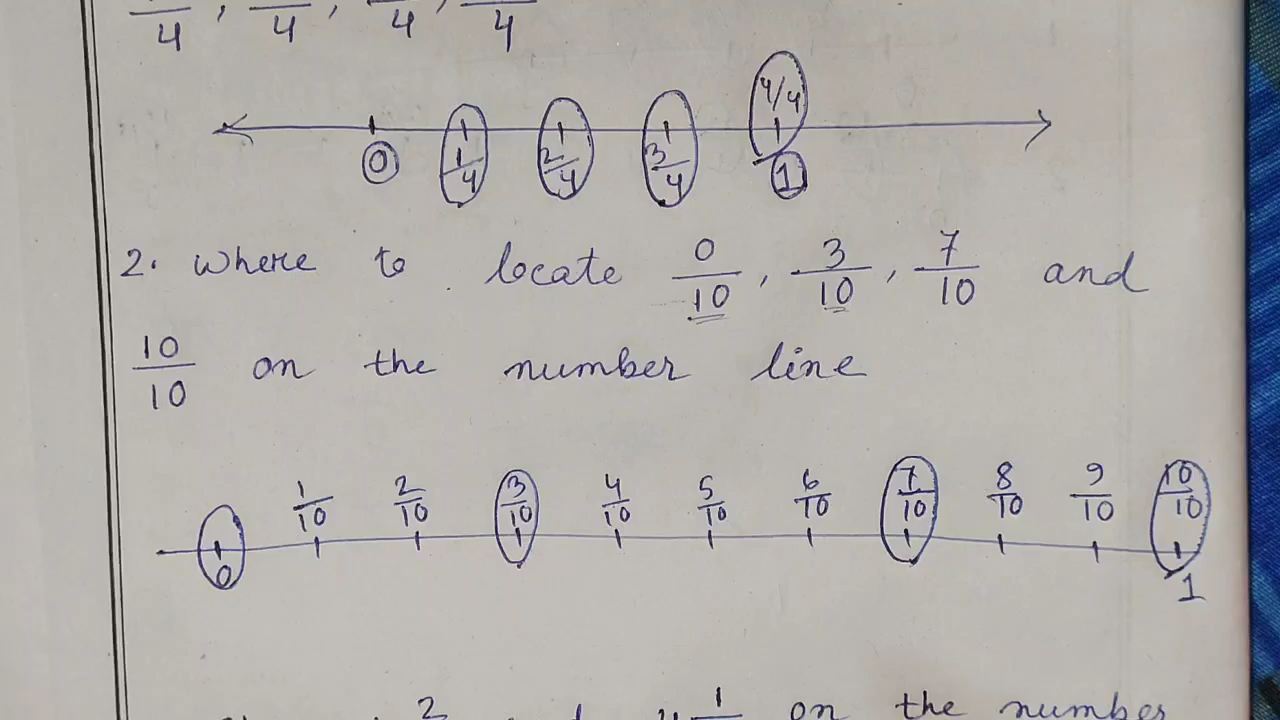 4 , 4 , 4 , 4
4/4
0 1/4 2/4 3/4 1
2. Where to locate 0/10, 3/10, 7/10 and
10/10 on the number line
1/10 2/10 3/10 4/10 5/10 6/10 7/10 8/10 9/10 10/10
0 1
2 1 on the number